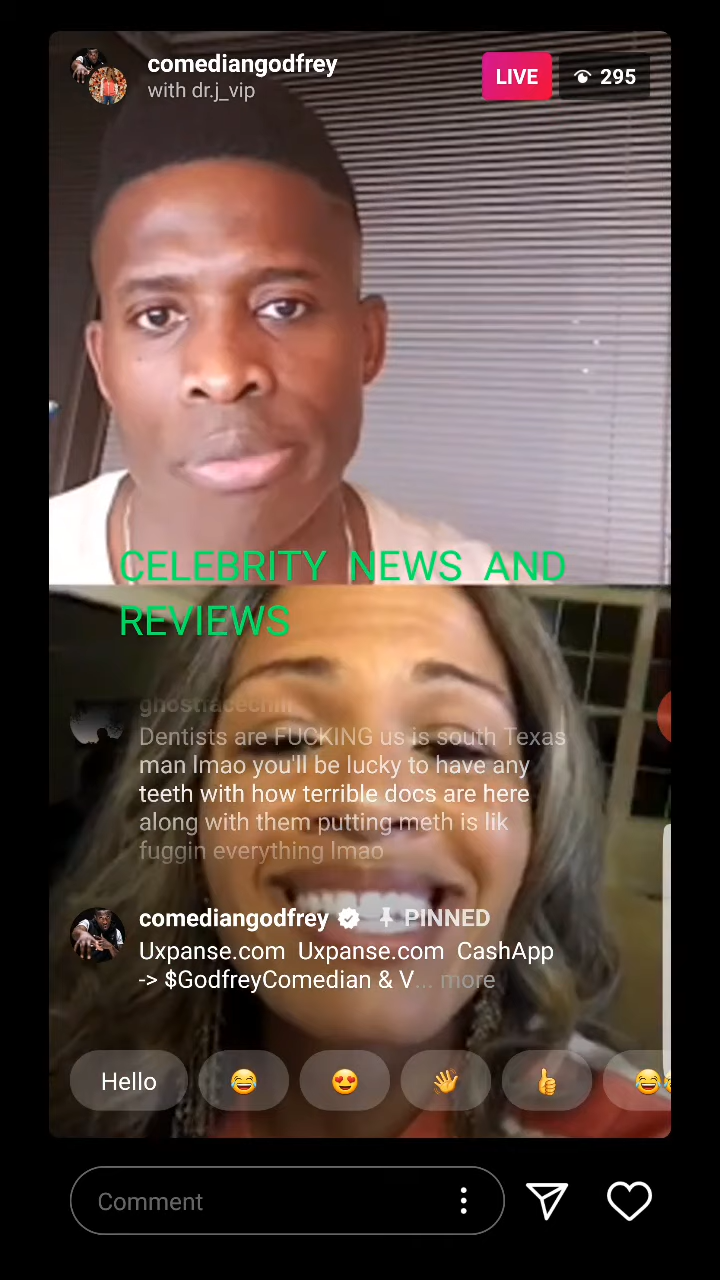 comediangodfrey
with dr.j_vip
LIVE
295
CELEBRITY NEWS AND
REVIEWS
ghostfacechili
Dentists are FUCKING us is south Texas
man lmao you'll be lucky to have any
teeth with how terrible docs are here
along with them putting meth is lik
fuggin everything lmao
comediangodfrey PINNED
Uxpanse.com Uxpanse.com CashApp
-> $GodfreyComedian & V... more
Hello
Comment